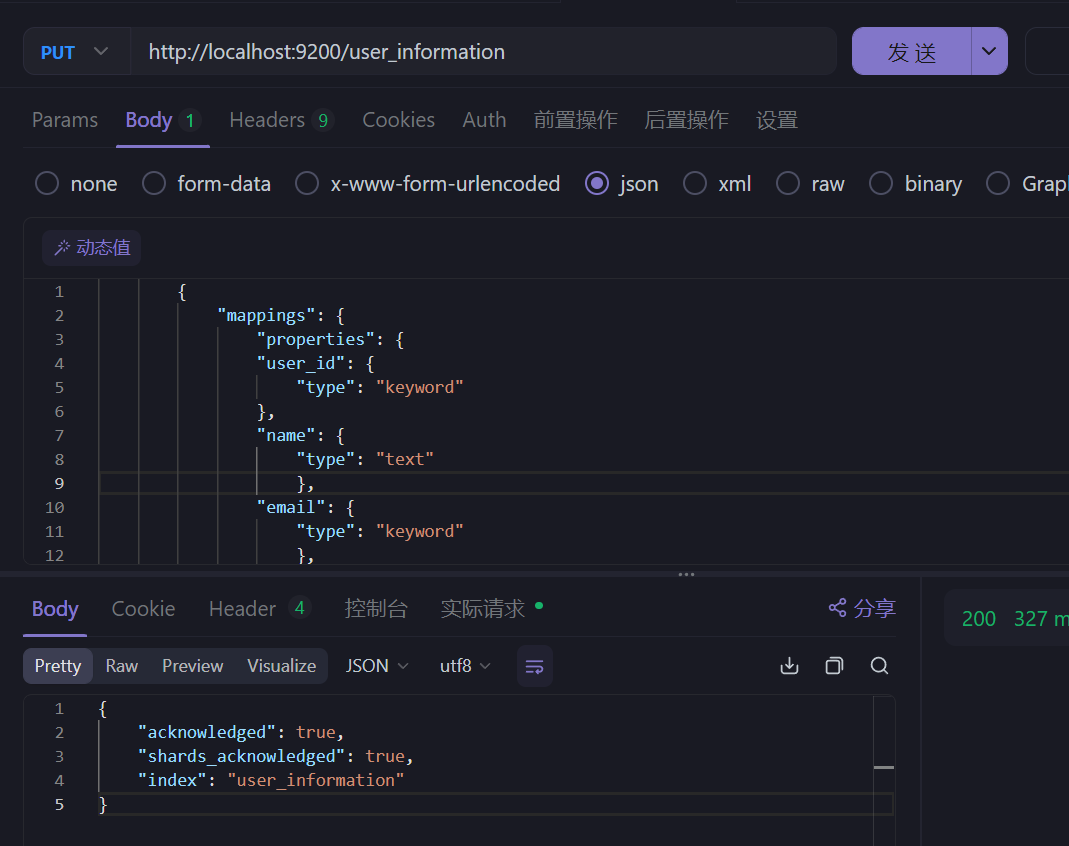 PUT http://localhost:9200/user_information 发 送
Params Body 1 Headers 9 Cookies Auth 前置操作 后置操作 设置
none form-data x-www-form-urlencoded json xml raw binary Grap
动态值
1 {
2 "mappings": {
3 "properties": {
4 "user_id": {
5 "type": "keyword"
6 },
7 "name": {
8 "type": "text"
9 },
10 "email": {
11 "type": "keyword"
12 },
Body Cookie Header 4 控制台 实际请求 分享
200 327 m
Pretty Raw Preview Visualize JSON utf8
1 {
2 "acknowledged": true,
3 "shards_acknowledged": true,
4 "index": "user_information"
5 }